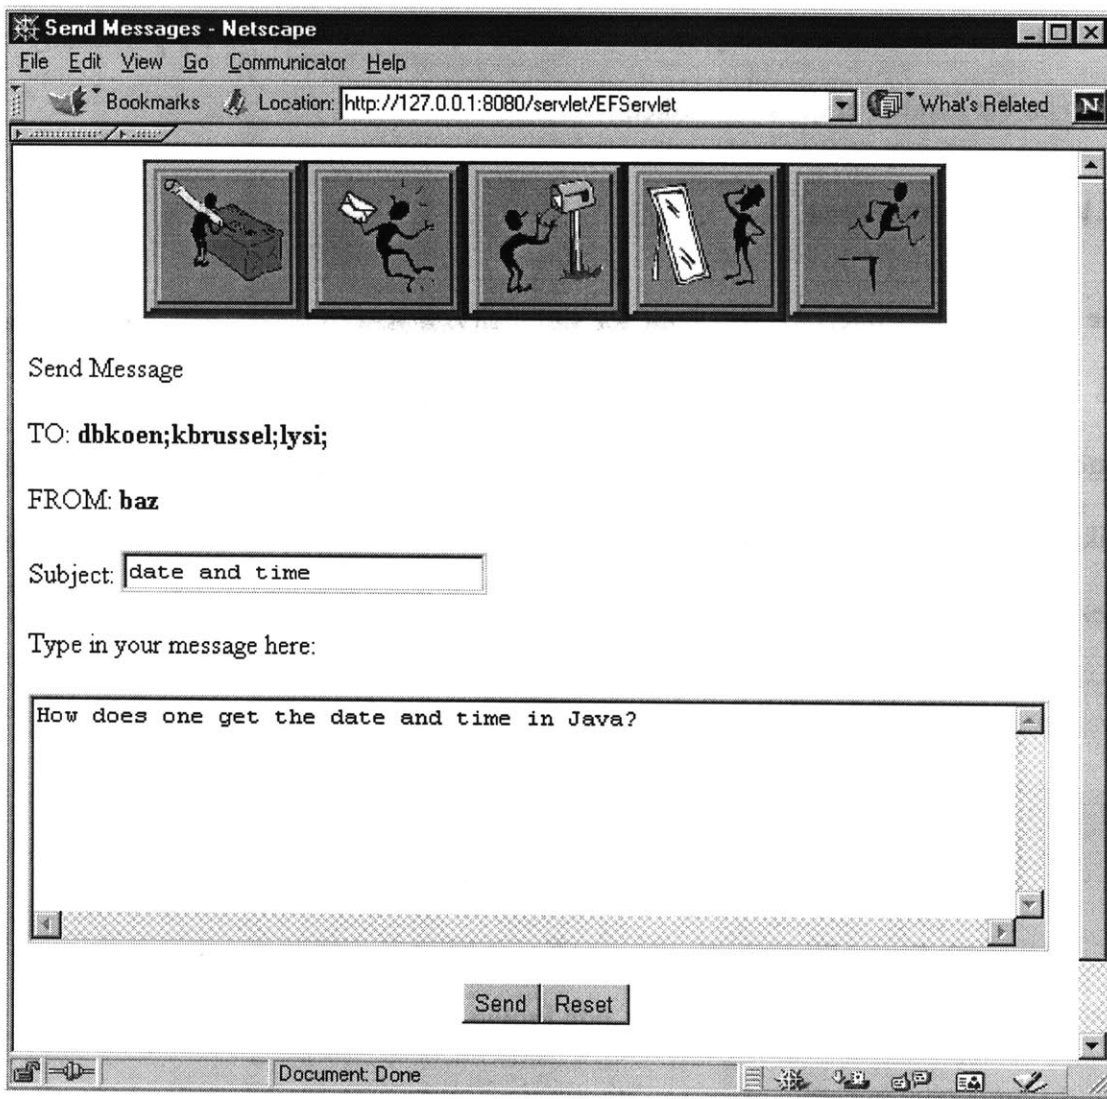 Send Messages - Netscape
File Edit View Go Communicator Help
Bookmarks Location: http://127.0.0.1:8080/servlet/EFServlet What's Related N
Send Message
TO: dbkoen;kbrussel;lysi;
FROM: baz
Subject: date and time
Type in your message here:
How does one get the date and time in Java?
Send Reset
Document: Done